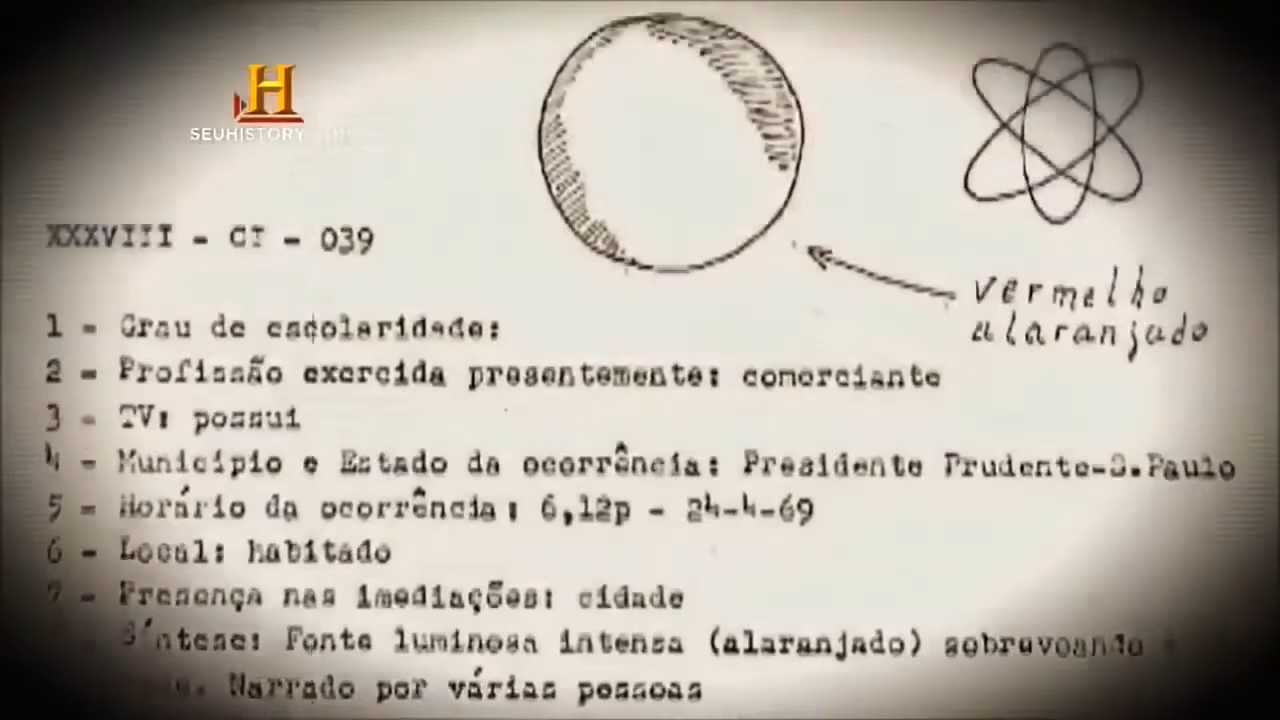 H
SEUHISTORY
XXXVIII - CI - 039
vermelho
alaranjado
1 - Grau de escolaridade:
2 - Profissão exercida presentemente: comerciante
3 - TV: possui
4 - Município e Estado da ocorrência: Presidente Prudente-S.Paulo
5 - Horário da ocorrência: 6,12p - 24-4-69
6 - Local: habitado
7 - Presença nas imediações: cidade
Síntese: Fonte luminosa intensa (alaranjado) sobrevoando
Narrado por várias pessoas